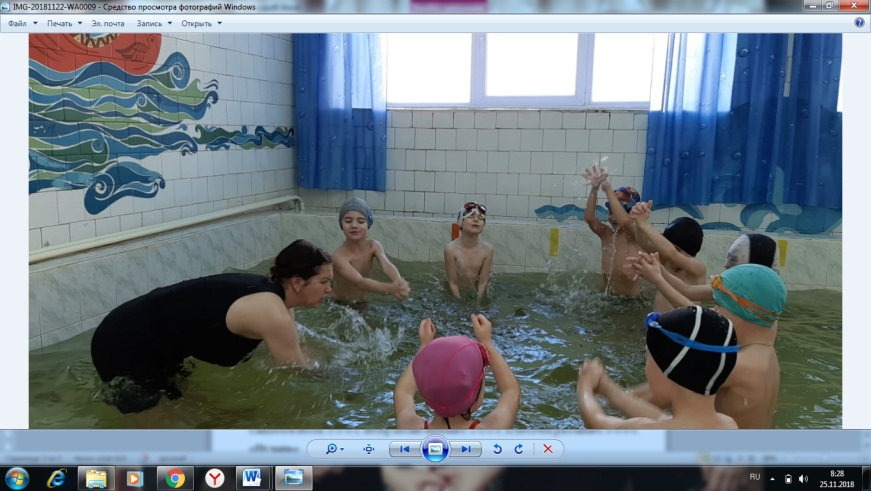 IMG-20181122-WA0009 - Средство просмотра фотографий Windows
Файл Печать Эл. почта Запись Открыть
RU
8:28
25.11.2018